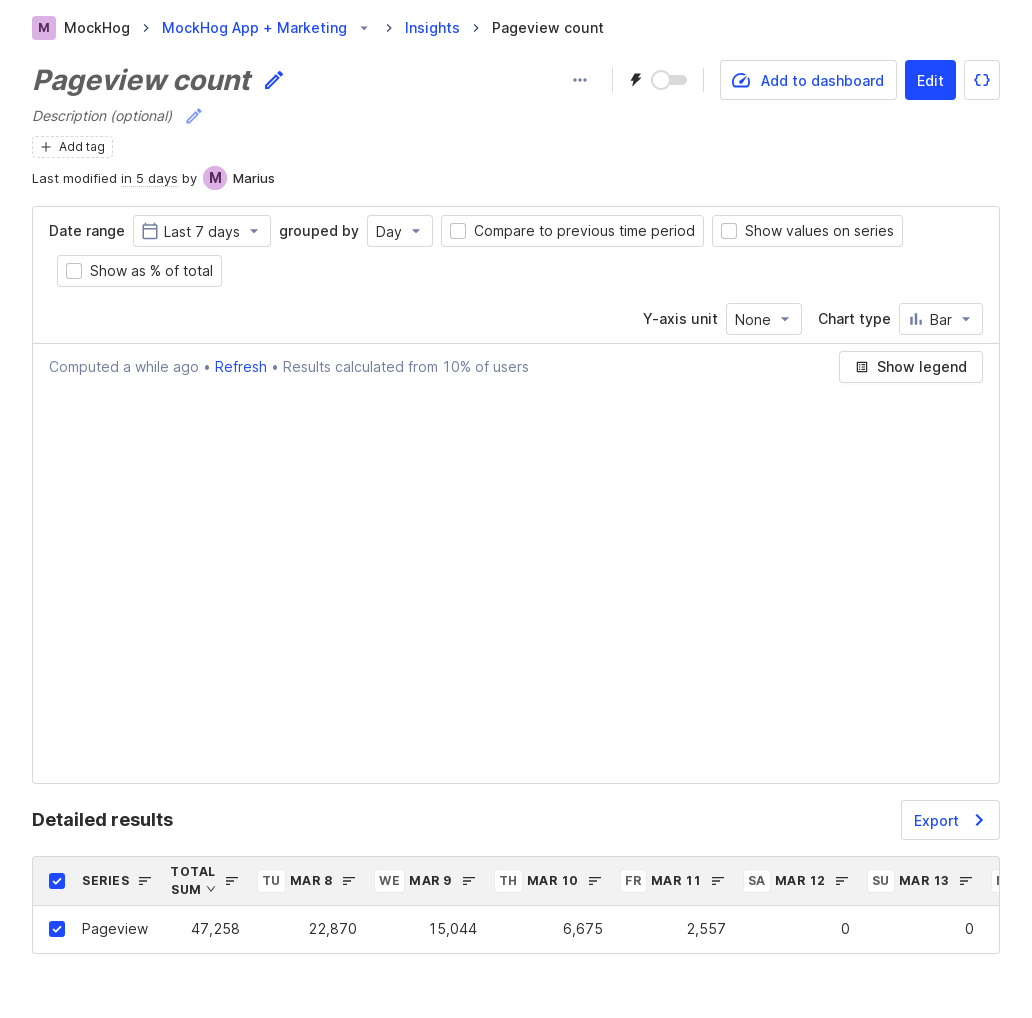 M MockHog > MockHog App + Marketing > Insights > Pageview count
Pageview count
Add to dashboard Edit {}
Description (optional)
+ Add tag
Last modified in 5 days by M Marius
Date range Last 7 days grouped by Day Compare to previous time period Show values on series
Show as % of total
Y-axis unit None Chart type Bar
Computed a while ago • Refresh • Results calculated from 10% of users Show legend
Detailed results Export
SERIES TOTAL SUM TU MAR 8 WE MAR 9 TH MAR 10 FR MAR 11 SA MAR 12 SU MAR 13
Pageview 47,258 22,870 15,044 6,675 2,557 0 0